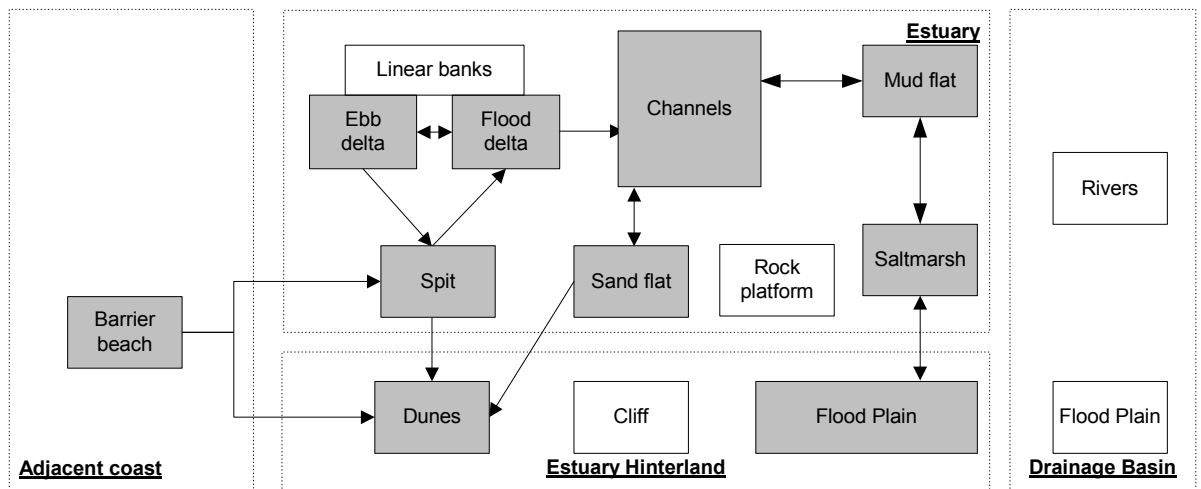 Estuary
Linear banks
Ebb
delta
Flood
delta
Channels
Mud flat
Rivers
Spit
Sand flat
Rock
platform
Saltmarsh
Barrier
beach
Dunes
Cliff
Flood Plain
Flood Plain
Adjacent coast
Estuary Hinterland
Drainage Basin